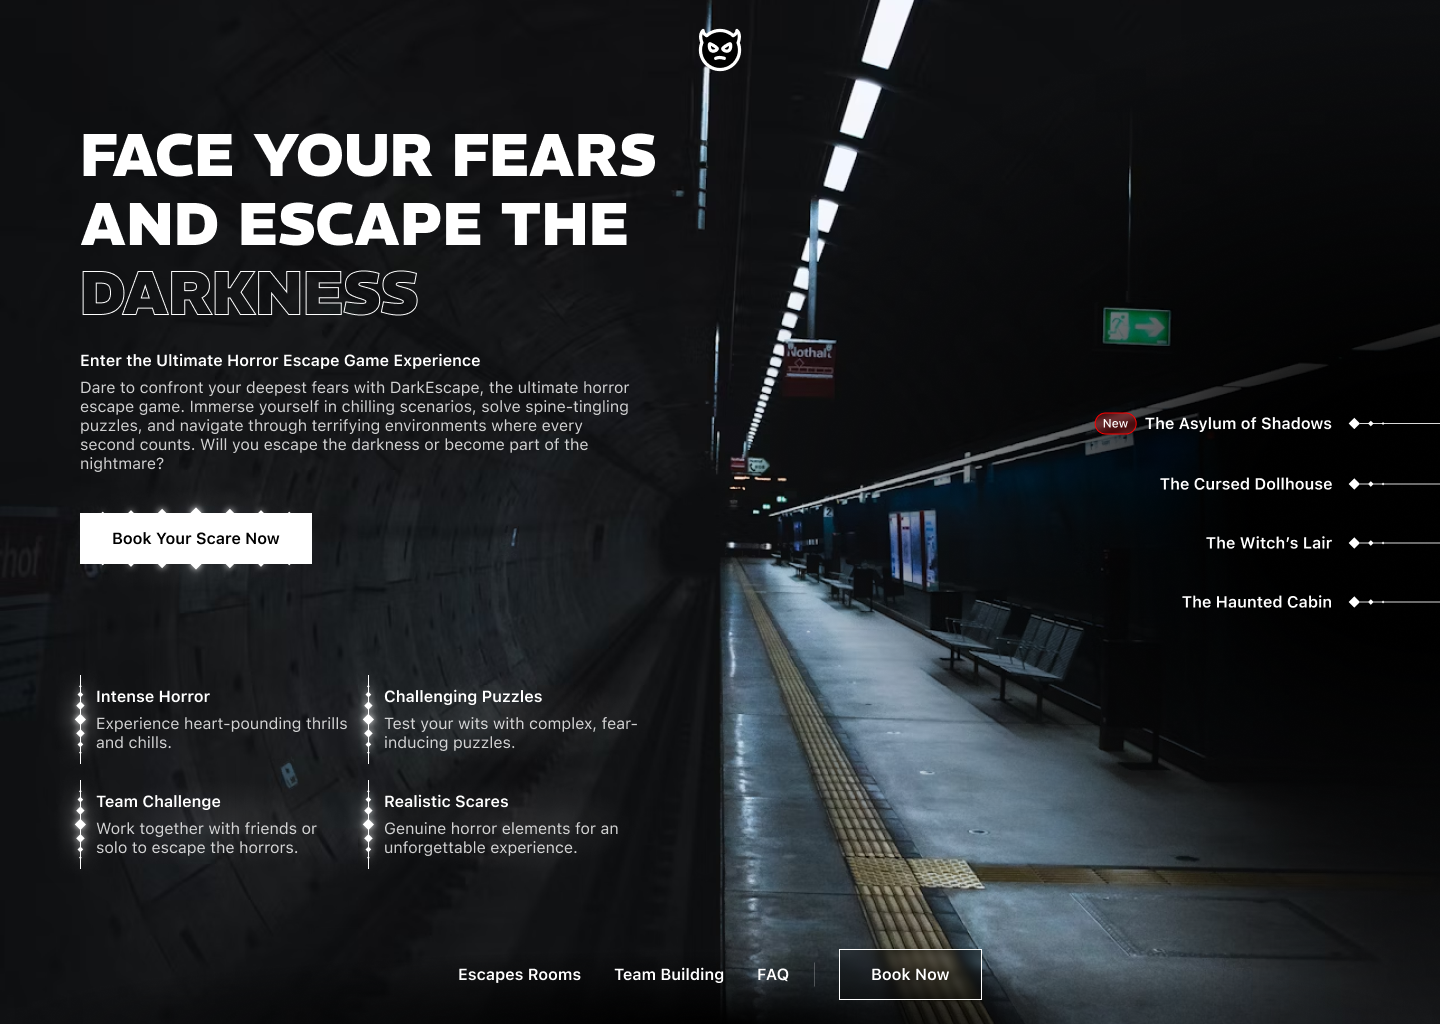 FACE YOUR FEARS
AND ESCAPE THE
DARKNESS
Enter the Ultimate Horror Escape Game Experience
Dare to confront your deepest fears with DarkEscape, the ultimate horror
escape game. Immerse yourself in chilling scenarios, solve spine-tingling
puzzles, and navigate through terrifying environments where every
second counts. Will you escape the darkness or become part of the
nightmare?
Book Your Scare Now
Nothalt
New The Asylum of Shadows
The Cursed Dollhouse
The Witch’s Lair
The Haunted Cabin
Intense Horror
Experience heart-pounding thrills
and chills.
Challenging Puzzles
Test your wits with complex, fear-
inducing puzzles.
Team Challenge
Work together with friends or
solo to escape the horrors.
Realistic Scares
Genuine horror elements for an
unforgettable experience.
Escapes Rooms
Team Building
FAQ
Book Now